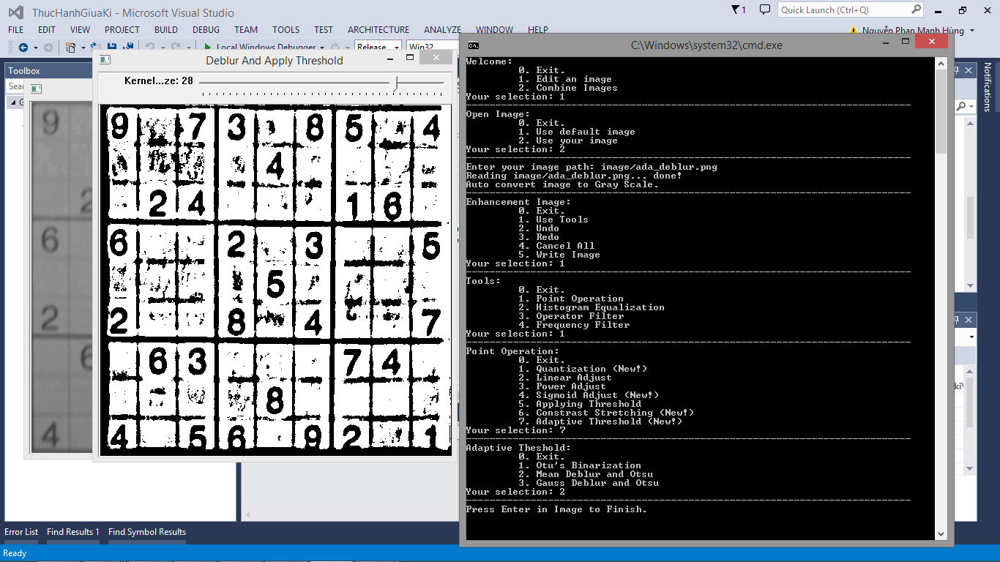 ThucHanhGiuaKi - Microsoft Visual Studio
1
Quick Launch (Ctrl+Q)
FILE EDIT VIEW PROJECT BUILD DEBUG TEAM TOOLS TEST ARCHITECTURE ANALYZE WINDOW HELP
Nguyễn Phan Mạnh Hùng
Local Windows Debugger Release Win32
Toolbox
Notifications
Deblur And Apply Threshold
Kernel...ze: 28
9 7 3 8 5 4
4
2 4 1 6
6 2 3 5
5
2 8 4 7
6 3 7 4
8
4 5 6 9 2 1
9
2
6
2
6
4
C:\Windows\system32\cmd.exe
Welcome:
0. Exit.
1. Edit an image
2. Combine Images
Your selection: 1
Open Image:
0. Exit.
1. Use default image
2. Use your image
Your selection: 2
Enter your image path: image/ada_deblur.png
Reading image/ada_deblur.png... done!
Auto convert image to Gray Scale.
Enhancement Image:
0. Exit.
1. Use Tools
2. Undo
3. Redo
4. Cancel All
5. Write Image
Your selection: 1
Tools:
0. Exit.
1. Point Operation
2. Histogram Equalization
3. Operator Filter
4. Frequency Filter
Your selection: 1
Point Operation:
0. Exit.
1. Quantization (New!)
2. Linear Adjust
3. Power Adjust
4. Sigmoid Adjust (New!)
5. Applying Threshold
6. Constrast Stretching (New!)
7. Adaptive Threshold (New!)
Your selection: 7
Adaptive Theshold:
0. Exit.
1. Otu's Binarization
2. Mean Deblur and Otsu
3. Gauss Deblur and Otsu
Your selection: 2
Press Enter in Image to Finish.
Error List Find Results 1 Find Symbol Results
Ready